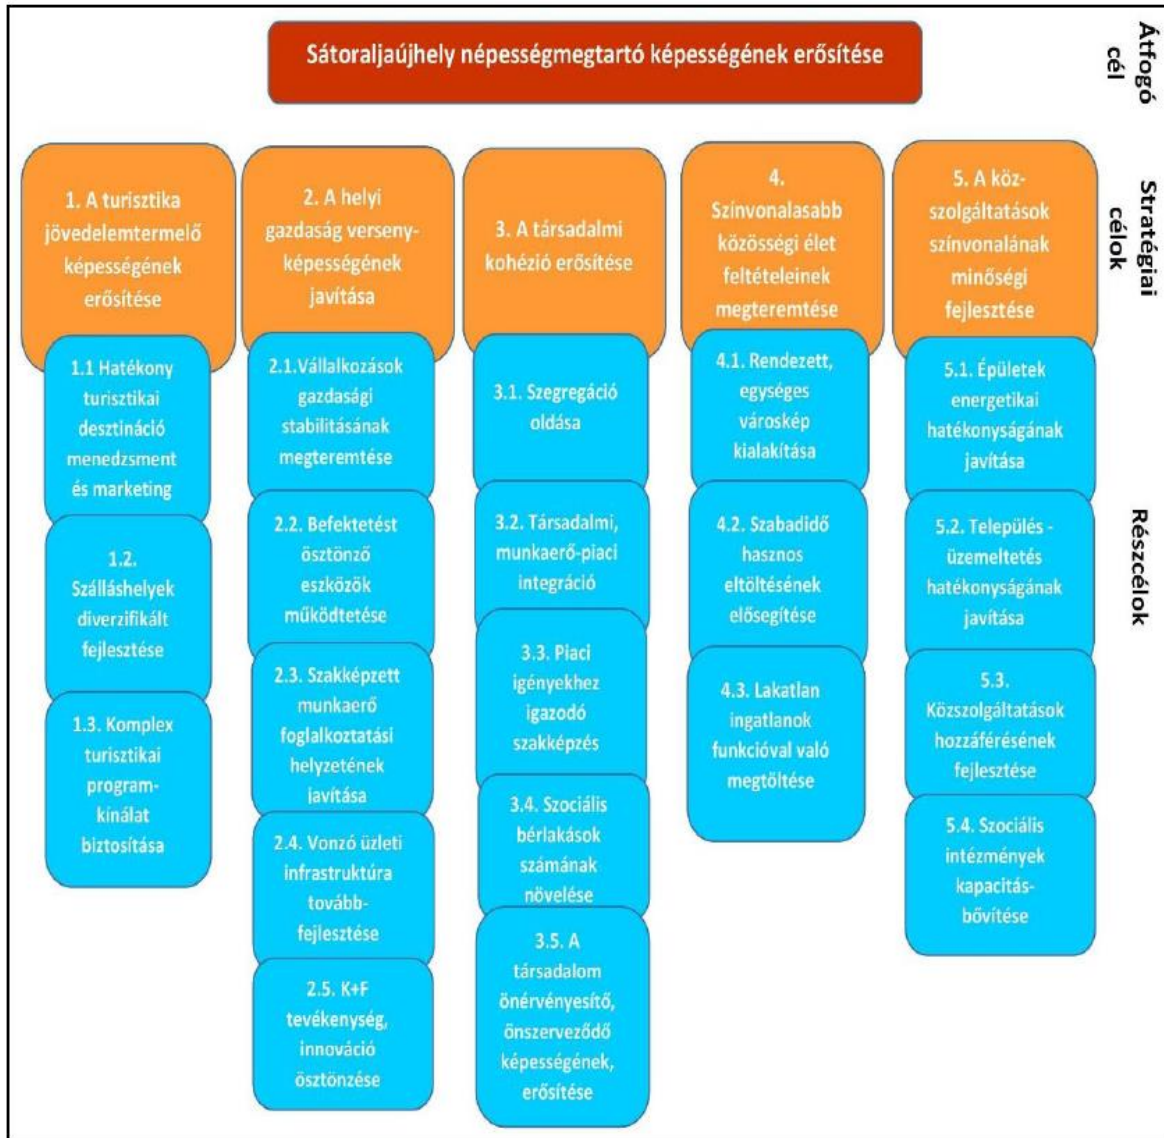 Sátoraljaújhely népességmegtartó képességének erősítése
Átfogó
cél
1. A turisztika
jövedelemtermelő
képességének
erősítése
2. A helyi
gazdaság verseny-
képességének
javítása
3. A társadalmi
kohézió erősítése
4.
Színvonalasabb
közösségi élet
feltételeinek
megteremtése
5. A köz-
szolgáltatások
színvonalának
minőségi
fejlesztése
Stratégiai
célok
1.1 Hatékony
turisztikai
desztináció
menedzsment
és marketing
1.2.
Szálláshelyek
diverzifikált
fejlesztése
1.3. Komplex
turisztikai
program-
kínálat
biztosítása
2.1.Vállalkozások
gazdasági
stabilitásának
megteremtése
2.2. Befektetést
ösztönző
eszközök
működtetése
2.3. Szakképzett
munkaerő
foglalkoztatási
helyzetének
javítása
2.4. Vonzó üzleti
infrastruktúra
tovább-
fejlesztése
2.5. K+F
tevékenység,
innováció
ösztönzése
3.1. Szegregáció
oldása
3.2. Társadalmi,
munkaerő-piaci
integráció
3.3. Piaci
igényekhez
igazodó
szakképzés
3.4. Szociális
bérlakások
számának
növelése
3.5. A
társadalom
önérvényesítő,
önszerveződő
képességének,
erősítése
4.1. Rendezett,
egységes
városkép
kialakítása
4.2. Szabadidő
hasznos
eltöltésének
elősegítése
4.3. Lakatlan
ingatlanok
funkcióval való
megtöltése
5.1. Épületek
energetikai
hatékonyságának
javítása
5.2. Település -
üzemeltetés
hatékonyságának
javítása
5.3.
Közszolgáltatások
hozzáférésének
fejlesztése
5.4. Szociális
intézmények
kapacitás-
bővítése
Részcélok